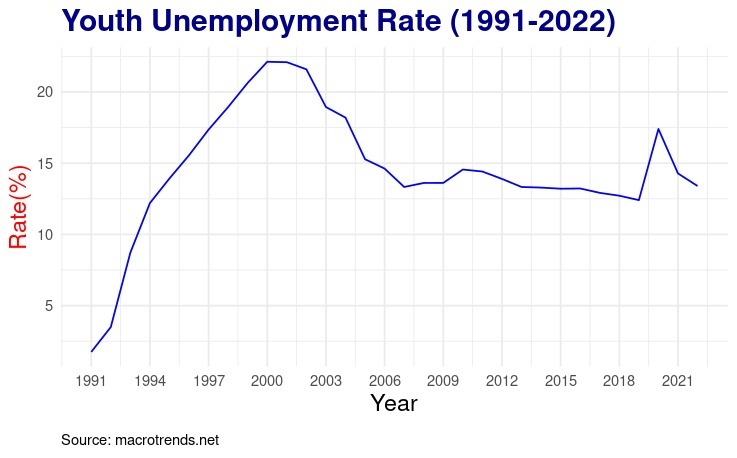 Youth Unemployment Rate (1991-2022)
Rate(%)
20
15
10
5
1991 1994 1997 2000 2003 2006 2009 2012 2015 2018 2021
Year
Source: macrotrends.net